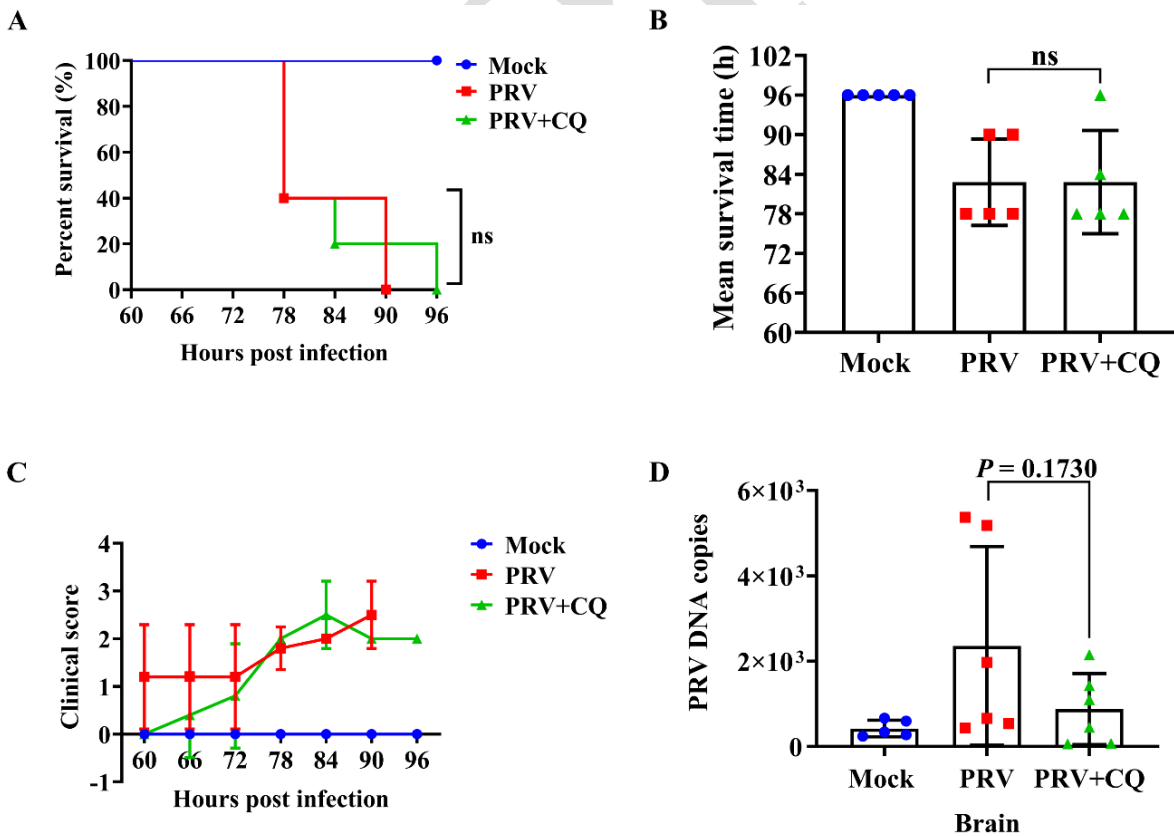 A
Percent survival (%)
100
80
60
40
20
0
60 66 72 78 84 90 96
Hours post infection
Mock
PRV
PRV+CQ
ns
B
Mean survival time (h)
102
96
90
84
78
72
66
60
ns
Mock PRV PRV+CQ
C
Clinical score
4
3
2
1
0
-1
60 66 72 78 84 90 96
Hours post infection
Mock
PRV
PRV+CQ
D
PRV DNA copies
6×10³
4×10³
2×10³
0
P = 0.1730
Mock PRV PRV+CQ
Brain